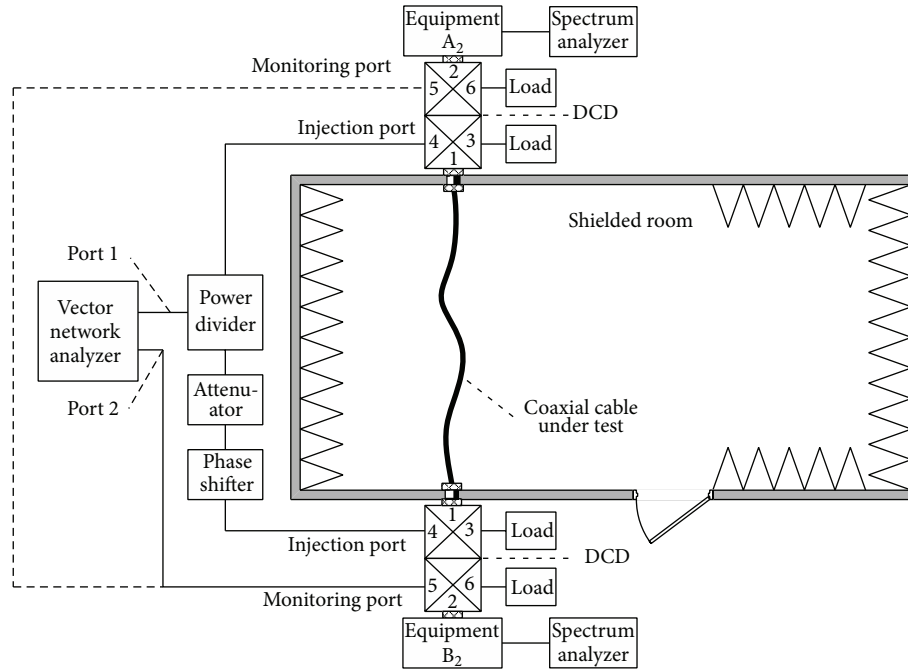 Equipment
A2
Spectrum
analyzer
Monitoring port
2
5
6
Load
DCD
Injection port
4
3
Load
1
Shielded room
Port 1
Vector
network
analyzer
Power
divider
Port 2
Attenu-
ator
Phase
shifter
Coaxial cable
under test
1
4
3
Load
Injection port
DCD
5
6
Load
Monitoring port
2
Equipment
B2
Spectrum
analyzer